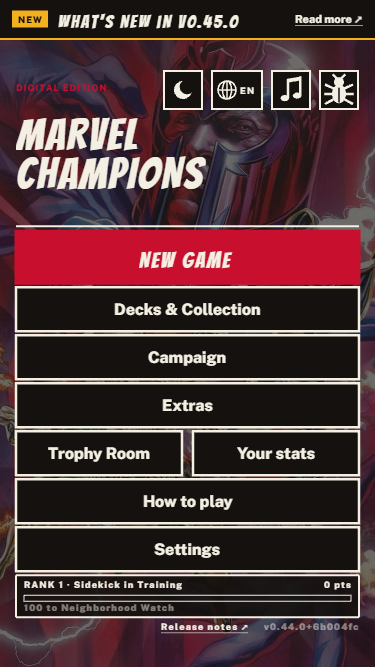 NEW WHAT'S NEW IN V0.45.0 Read more ↗
DIGITAL EDITION
EN
MARVEL
CHAMPIONS
NEW GAME
Decks & Collection
Campaign
Extras
Trophy Room Your stats
How to play
Settings
RANK 1 · Sidekick in Training 0 pts
100 to Neighborhood Watch
Release notes ↗ v0.44.0+6b004fc